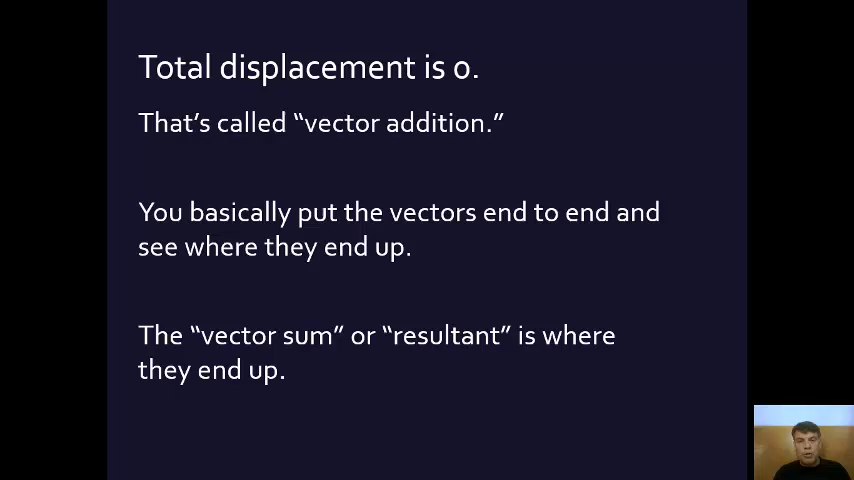 Total displacement is 0.
That's called “vector addition.”
You basically put the vectors end to end and
see where they end up.
The “vector sum” or “resultant” is where
they end up.